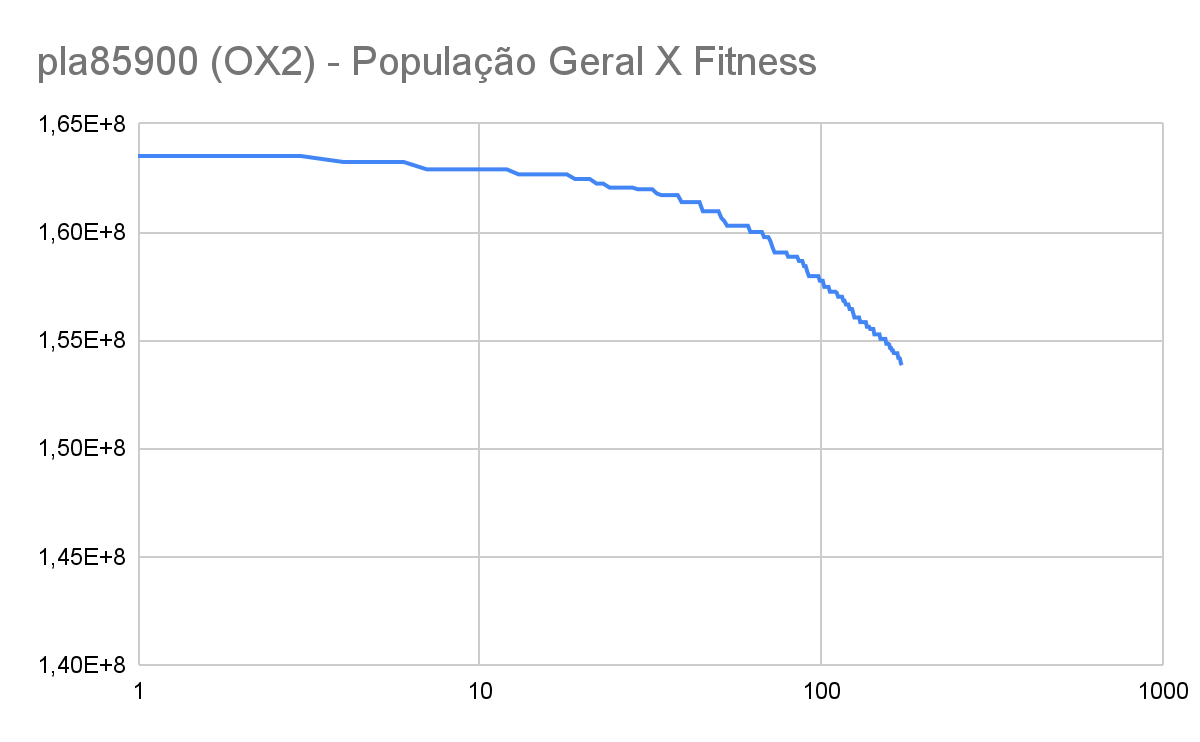 pla85900 (OX2) - População Geral X Fitness
1,65E+8
1,60E+8
1,55E+8
1,50E+8
1,45E+8
1,40E+8
1 10 100 1000